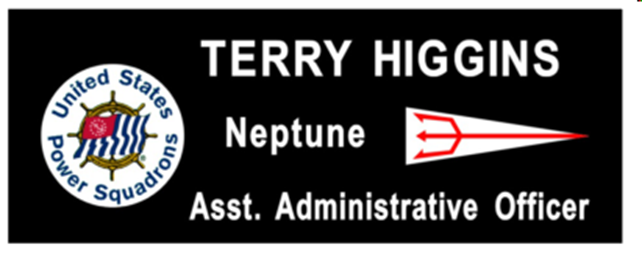 TERRY HIGGINS
United States
Power Squadrons
Neptune
Asst. Administrative Officer